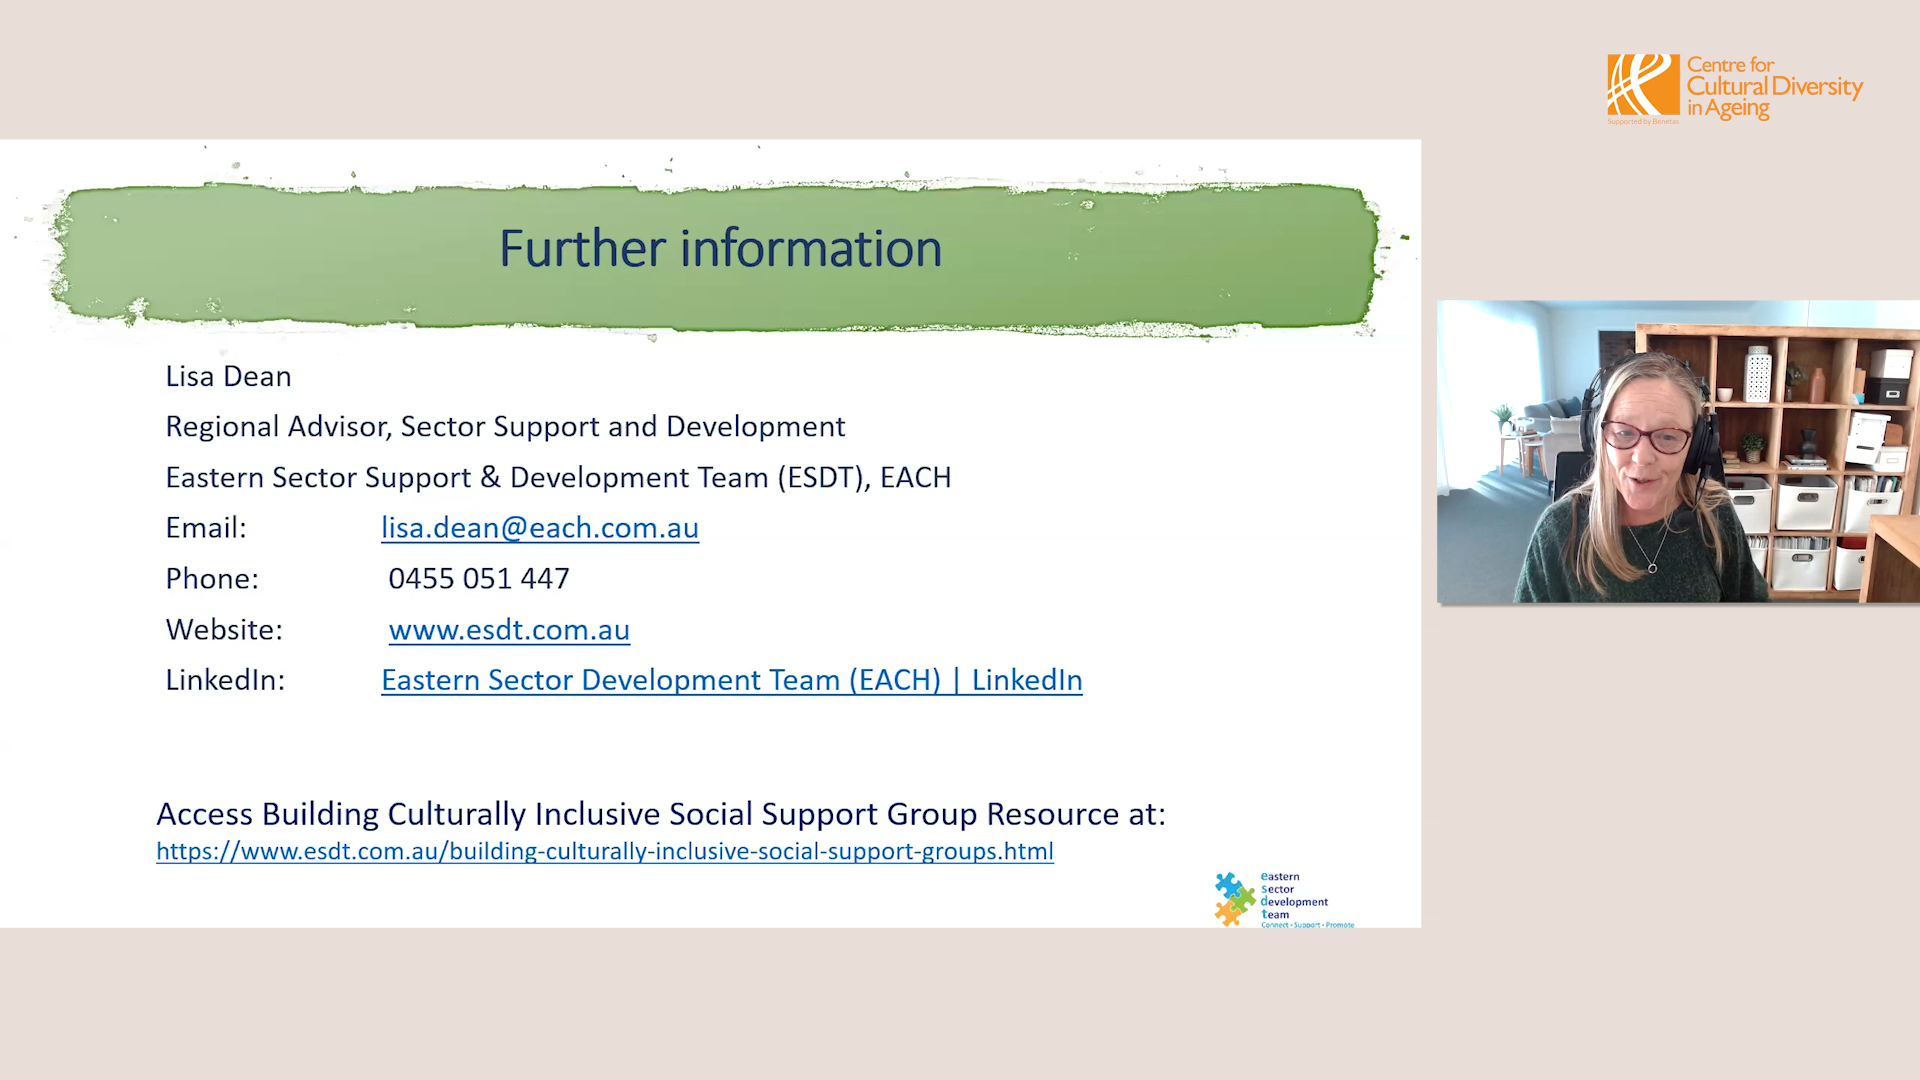 Centre for
Cultural Diversity
in Ageing
Supported by Benetas
Further information
Lisa Dean
Regional Advisor, Sector Support and Development
Eastern Sector Support & Development Team (ESDT), EACH
Email: lisa.dean@each.com.au
Phone: 0455 051 447
Website: www.esdt.com.au
LinkedIn: Eastern Sector Development Team (EACH) | LinkedIn
Access Building Culturally Inclusive Social Support Group Resource at:
https://www.esdt.com.au/building-culturally-inclusive-social-support-groups.html
eastern
sector
development
team
Connect - Support - Promote